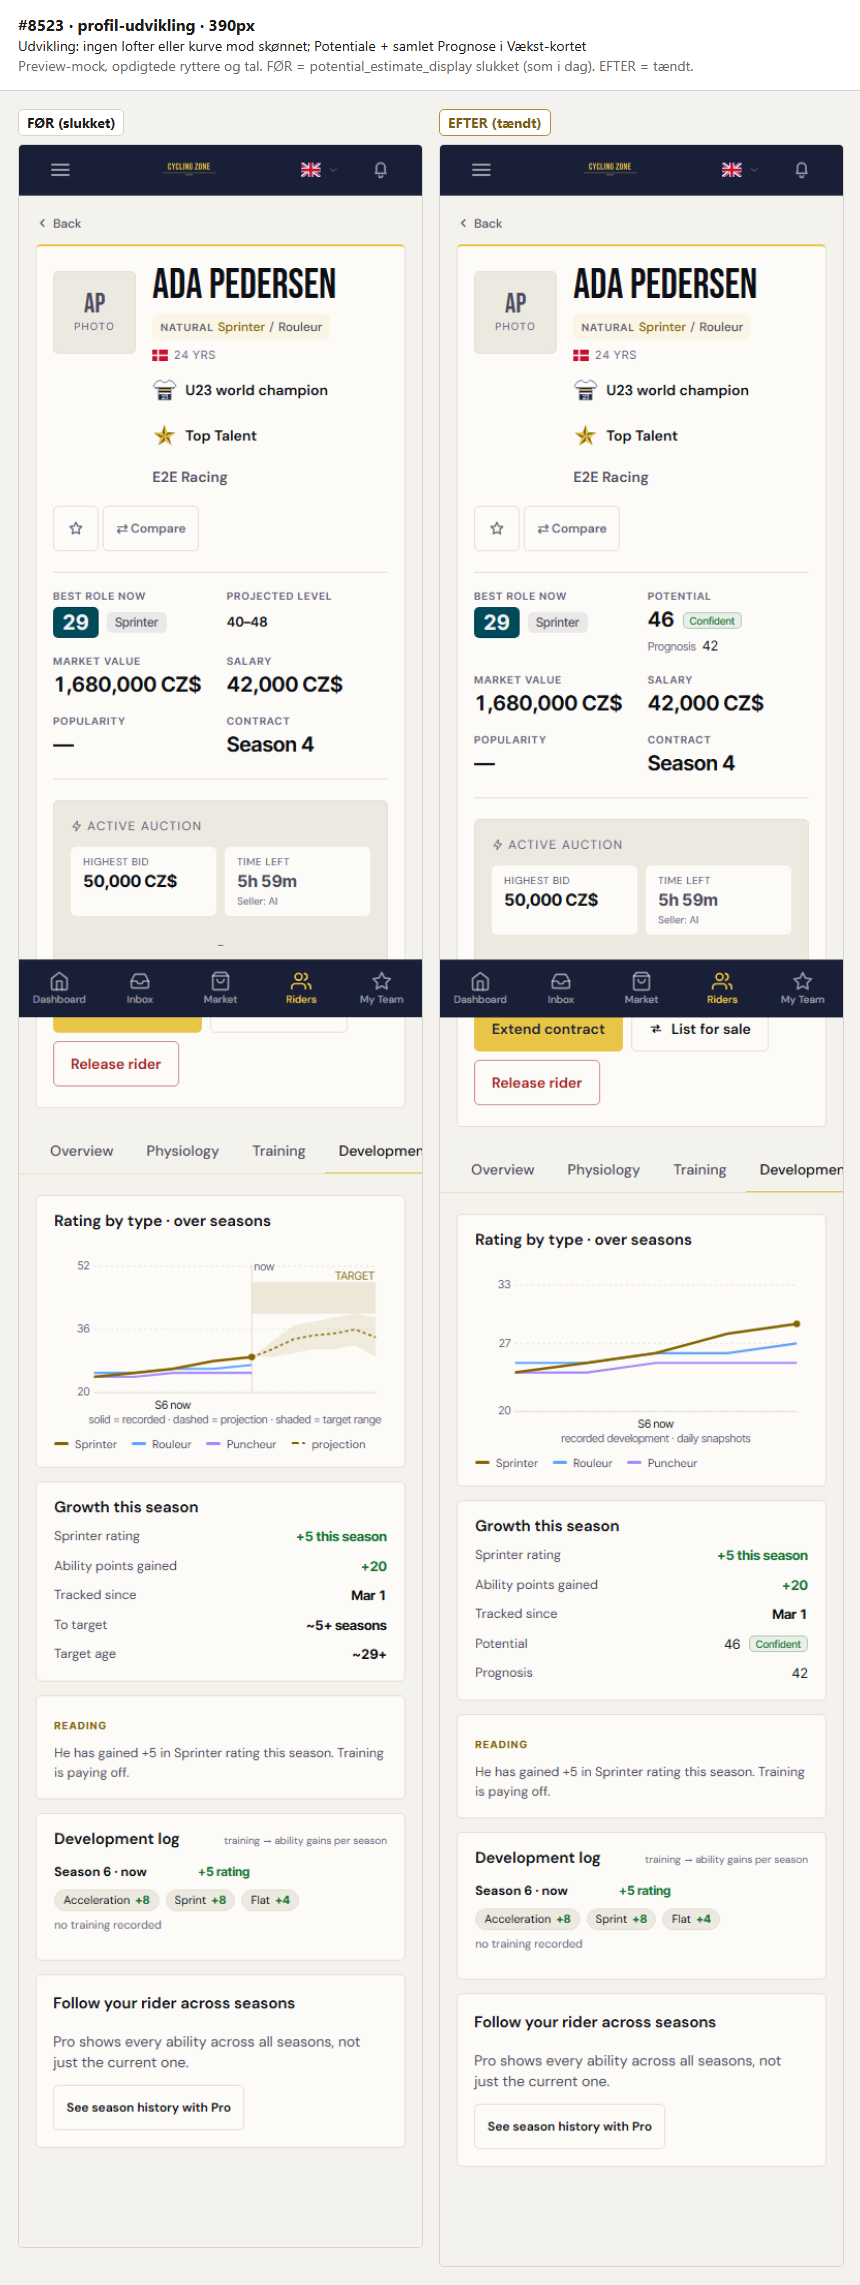 #8523 · profil-udvikling · 390px
Udvikling: ingen lofter eller kurve mod skønnet; Potentiale + samlet Prognose i Vækst-kortet
Preview-mock, opdigtede ryttere og tal. FØR = potential_estimate_display slukket (som i dag). EFTER = tændt.
FØR (slukket)
CYCLING ZONE
Back
AP
PHOTO
ADA PEDERSEN
NATURAL Sprinter / Rouleur
24 YRS
U23 world champion
Top Talent
E2E Racing
Compare
BEST ROLE NOW
29 Sprinter
PROJECTED LEVEL
40–48
MARKET VALUE
1,680,000 CZ$
SALARY
42,000 CZ$
POPULARITY
—
CONTRACT
Season 4
ACTIVE AUCTION
HIGHEST BID
50,000 CZ$
TIME LEFT
5h 59m
Seller: AI
Dashboard
Inbox
Market
Riders
My Team
Release rider
Overview
Physiology
Training
Developmen
Rating by type · over seasons
52
now
TARGET
36
20
S6 now
solid = recorded · dashed = projection · shaded = target range
Sprinter
Rouleur
Puncheur
projection
Growth this season
Sprinter rating +5 this season
Ability points gained +20
Tracked since Mar 1
To target ~5+ seasons
Target age ~29+
READING
He has gained +5 in Sprinter rating this season. Training
is paying off.
Development log training → ability gains per season
Season 6 · now +5 rating
Acceleration +8 Sprint +8 Flat +4
no training recorded
Follow your rider across seasons
Pro shows every ability across all seasons, not
just the current one.
See season history with Pro
EFTER (tændt)
CYCLING ZONE
Back
AP
PHOTO
ADA PEDERSEN
NATURAL Sprinter / Rouleur
24 YRS
U23 world champion
Top Talent
E2E Racing
Compare
BEST ROLE NOW
29 Sprinter
POTENTIAL
46 Confident
Prognosis 42
MARKET VALUE
1,680,000 CZ$
SALARY
42,000 CZ$
POPULARITY
—
CONTRACT
Season 4
ACTIVE AUCTION
HIGHEST BID
50,000 CZ$
TIME LEFT
5h 59m
Seller: AI
Dashboard
Inbox
Market
Riders
My Team
Extend contract
List for sale
Release rider
Overview
Physiology
Training
Developmen
Rating by type · over seasons
33
27
20
S6 now
recorded development · daily snapshots
Sprinter
Rouleur
Puncheur
Growth this season
Sprinter rating +5 this season
Ability points gained +20
Tracked since Mar 1
Potential 46 Confident
Prognosis 42
READING
He has gained +5 in Sprinter rating this season. Training
is paying off.
Development log training → ability gains per season
Season 6 · now +5 rating
Acceleration +8 Sprint +8 Flat +4
no training recorded
Follow your rider across seasons
Pro shows every ability across all seasons, not
just the current one.
See season history with Pro